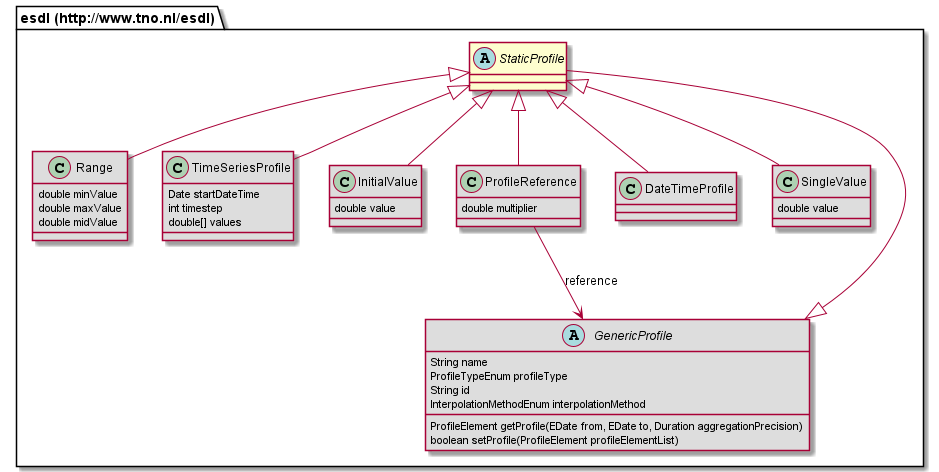 esdl (http://www.tno.nl/esdl)
A StaticProfile
C Range
double minValue
double maxValue
double midValue
C TimeSeriesProfile
Date startDateTime
int timestep
double[] values
C InitialValue
double value
C ProfileReference
double multiplier
C DateTimeProfile
C SingleValue
double value
reference
A GenericProfile
String name
ProfileTypeEnum profileType
String id
InterpolationMethodEnum interpolationMethod
ProfileElement getProfile(EDate from, EDate to, Duration aggregationPrecision)
boolean setProfile(ProfileElement profileElementList)